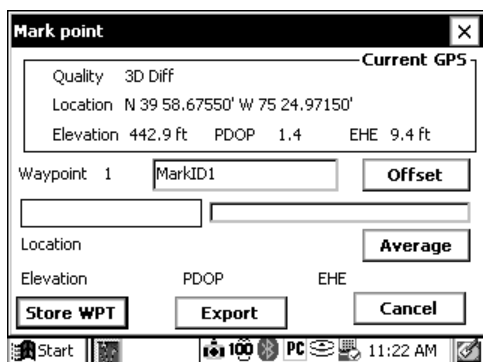 Mark point
Current GPS
Quality 3D Diff
Location N 39 58.67550' W 75 24.97150'
Elevation 442.9 ft PDOP 1.4 EHE 9.4 ft
Waypoint 1 MarkID1 Offset
Location Average
Elevation PDOP EHE
Store WPT Export Cancel
Start 100 PC 11:22 AM